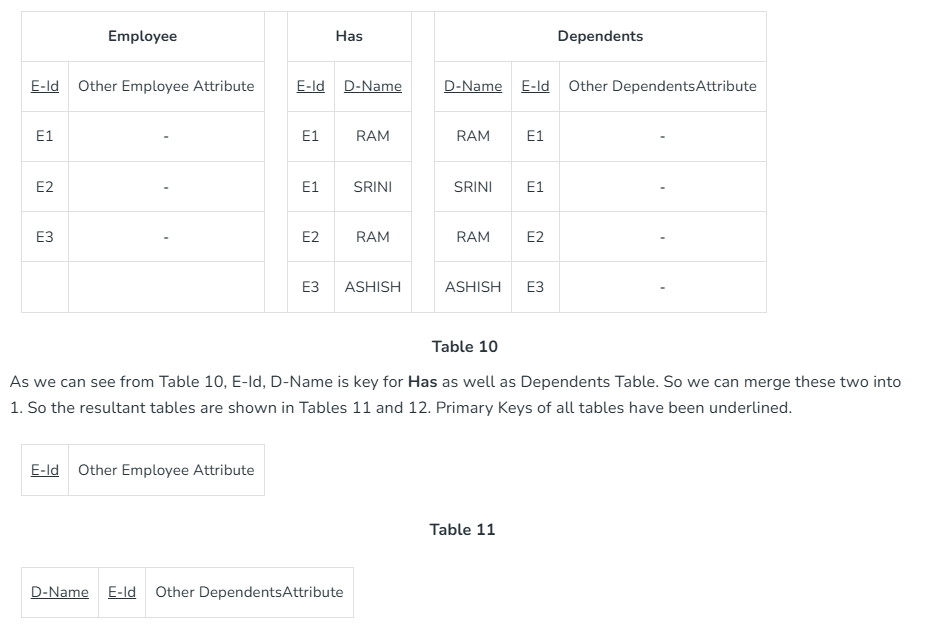 Employee Has Dependents
E-Id Other Employee Attribute E-Id D-Name D-Name E-Id Other DependentsAttribute
E1 - E1 RAM RAM E1 -
E2 - E1 SRINI SRINI E1 -
E3 - E2 RAM RAM E2 -
E3 ASHISH ASHISH E3 -
Table 10
As we can see from Table 10, E-Id, D-Name is key for Has as well as Dependents Table. So we can merge these two into
1. So the resultant tables are shown in Tables 11 and 12. Primary Keys of all tables have been underlined.
E-Id Other Employee Attribute
Table 11
D-Name E-Id Other DependentsAttribute